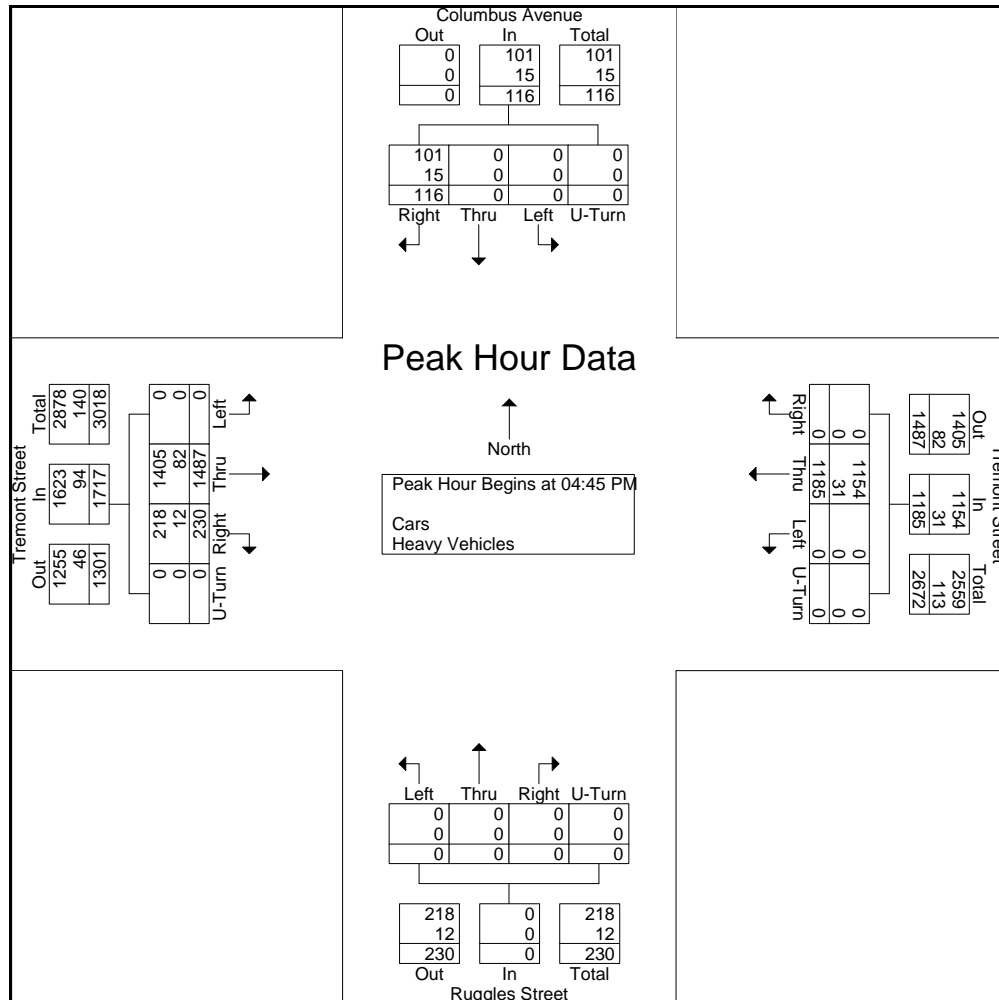 Columbus Avenue
Out In Total
0 101 101
0 15 15
0 116 116
101 0 0 0
15 0 0 0
116 0 0 0
Right Thru Left U-Turn
Peak Hour Data
North
Peak Hour Begins at 04:45 PM
Cars
Heavy Vehicles
Tremont Street
Out In Total
1255 1623 2878
46 94 140
1301 1717 3018
U-Turn Right Thru Left
0 218 1405 0
0 12 82 0
0 230 1487 0
Tremont Street
Out In Total
1405 1154 2559
82 31 113
1487 1185 2672
0 1154 0 0
0 31 0 0
0 1185 0 0
Right Thru Left U-Turn
Left Thru Right U-Turn
0 0 0 0
0 0 0 0
0 0 0 0
218 0 218
12 0 12
230 0 230
Out In Total
Ruggles Street